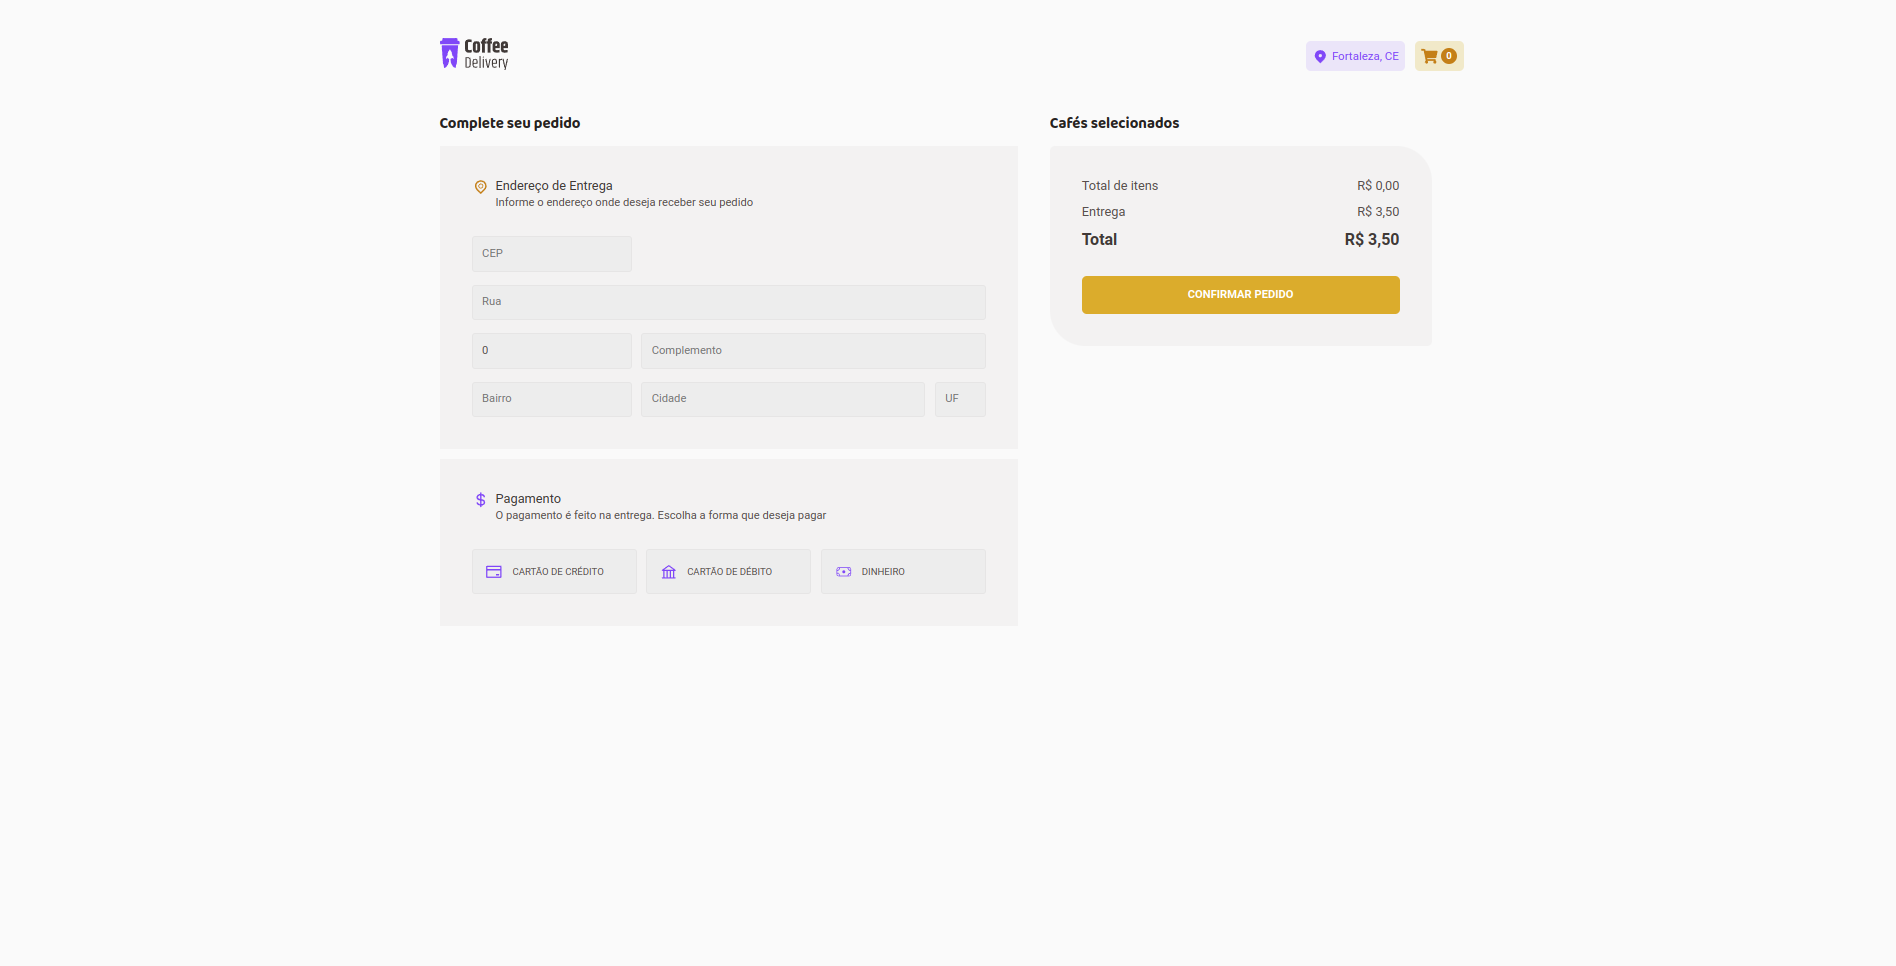 Coffee
Delivery
Fortaleza, CE
0
Complete seu pedido
Endereço de Entrega
Informe o endereço onde deseja receber seu pedido
CEP
Rua
0
Complemento
Bairro
Cidade
UF
Pagamento
O pagamento é feito na entrega. Escolha a forma que deseja pagar
CARTÃO DE CRÉDITO
CARTÃO DE DÉBITO
DINHEIRO
Cafés selecionados
Total de itens R$ 0,00
Entrega R$ 3,50
Total R$ 3,50
CONFIRMAR PEDIDO